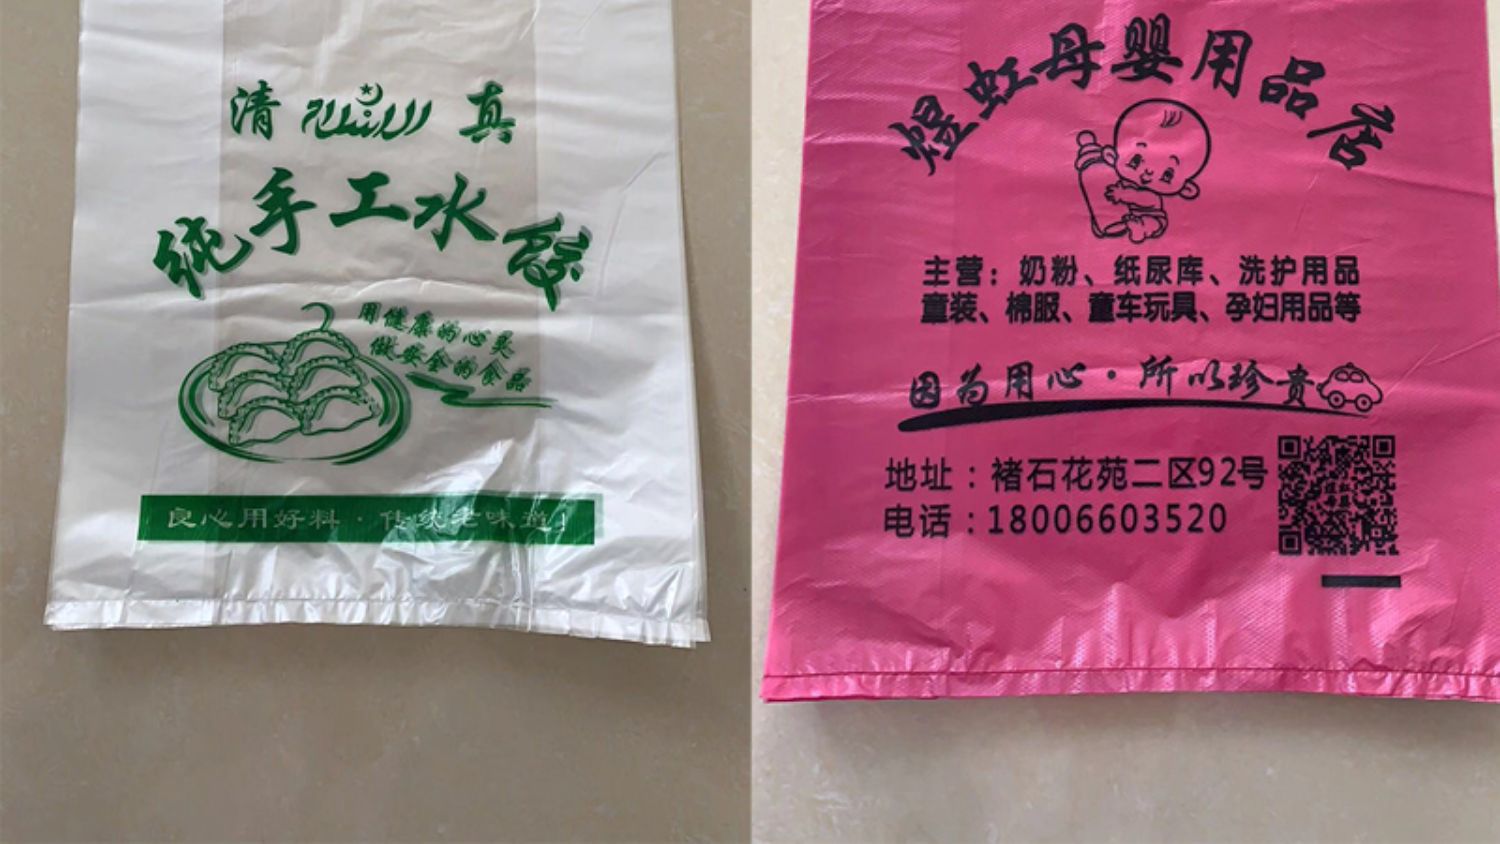 清 真
纯手工水饺
用健康的心灵
做安全的食品
良心用好料·传统老味道!
煜虹母婴用品店
主营：奶粉、纸尿库、洗护用品
童装、棉服、童车玩具、孕妇用品等
因为用心·所以珍贵
地址：褚石花苑二区92号
电话：18006603520